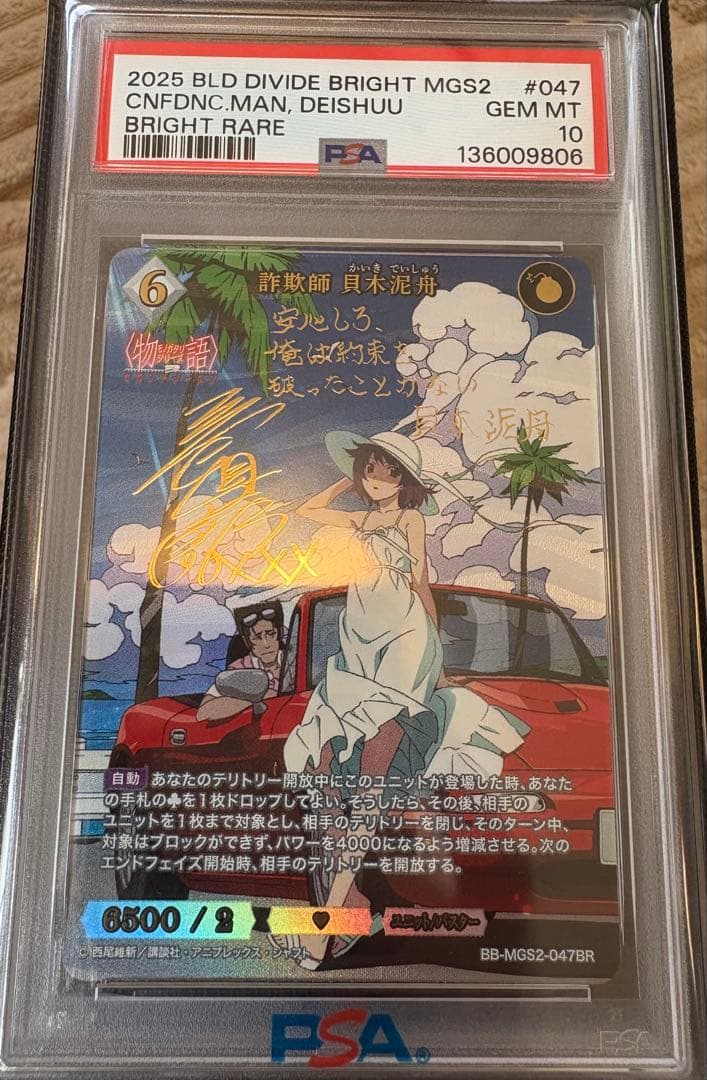 2025 BLD DIVIDE BRIGHT MGS2 #047
CNFDNC.MAN, DEISHUU GEM MT
BRIGHT RARE 10
PSA 136009806
6
かいき でいしゅう
詐欺師 貝木泥舟
モノガタリ
シリーズ
物語
安心しろ、
俺は約束を
破ったことがない
貝木泥舟
自動 あなたのテリトリー開放中にこのユニットが登場した時、あなた
の手札の♣を1枚ドロップしてよい。そうしたら、その後、相手の
ユニットを1枚まで対象とし、相手のテリトリーを閉じ、そのターン中、
対象はブロックができず、パワーを4000になるよう増減させる。次の
エンドフェイズ開始時、相手のテリトリーを開放する。
6500 / 2 ♥ ユニット/バスター
© 西尾維新/講談社・アニプレックス・シャフト BB-MGS2-047BR
PSA
PSA